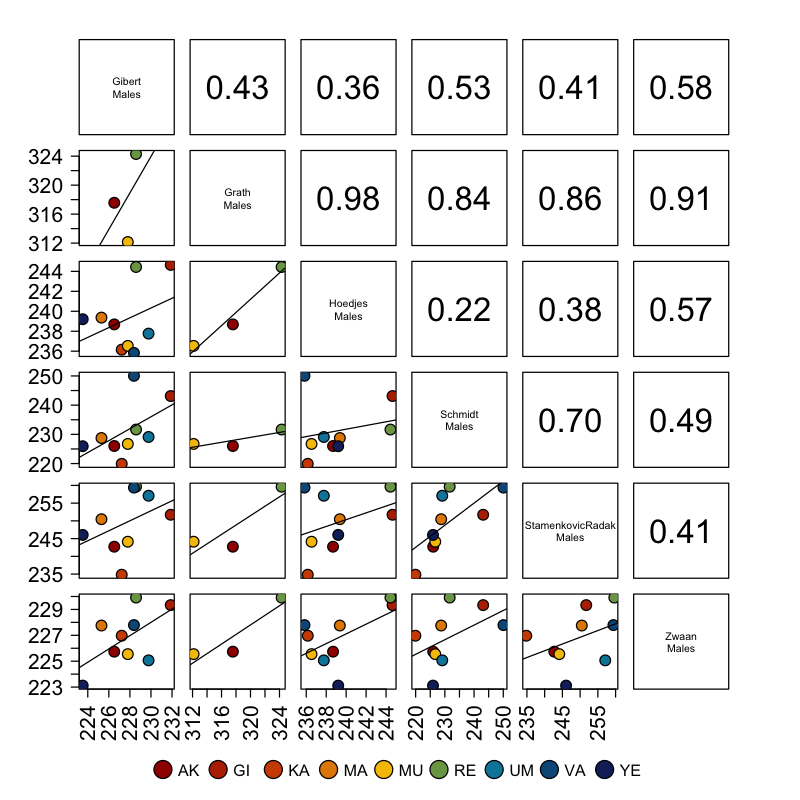 Gibert
Males
0.43
0.36
0.53
0.41
0.58
324
320
316
312
Grath
Males
0.98
0.84
0.86
0.91
244
242
240
238
236
Hoedjes
Males
0.22
0.38
0.57
250
240
230
220
Schmidt
Males
0.70
0.49
255
245
235
StamenkovicRadak
Males
0.41
229
227
225
223
Zwaan
Males
224 226 228 230 232
312 316 320 324
236 238 240 242 244
220 230 240 250
235 245 255
AK GI KA MA MU RE UM VA YE